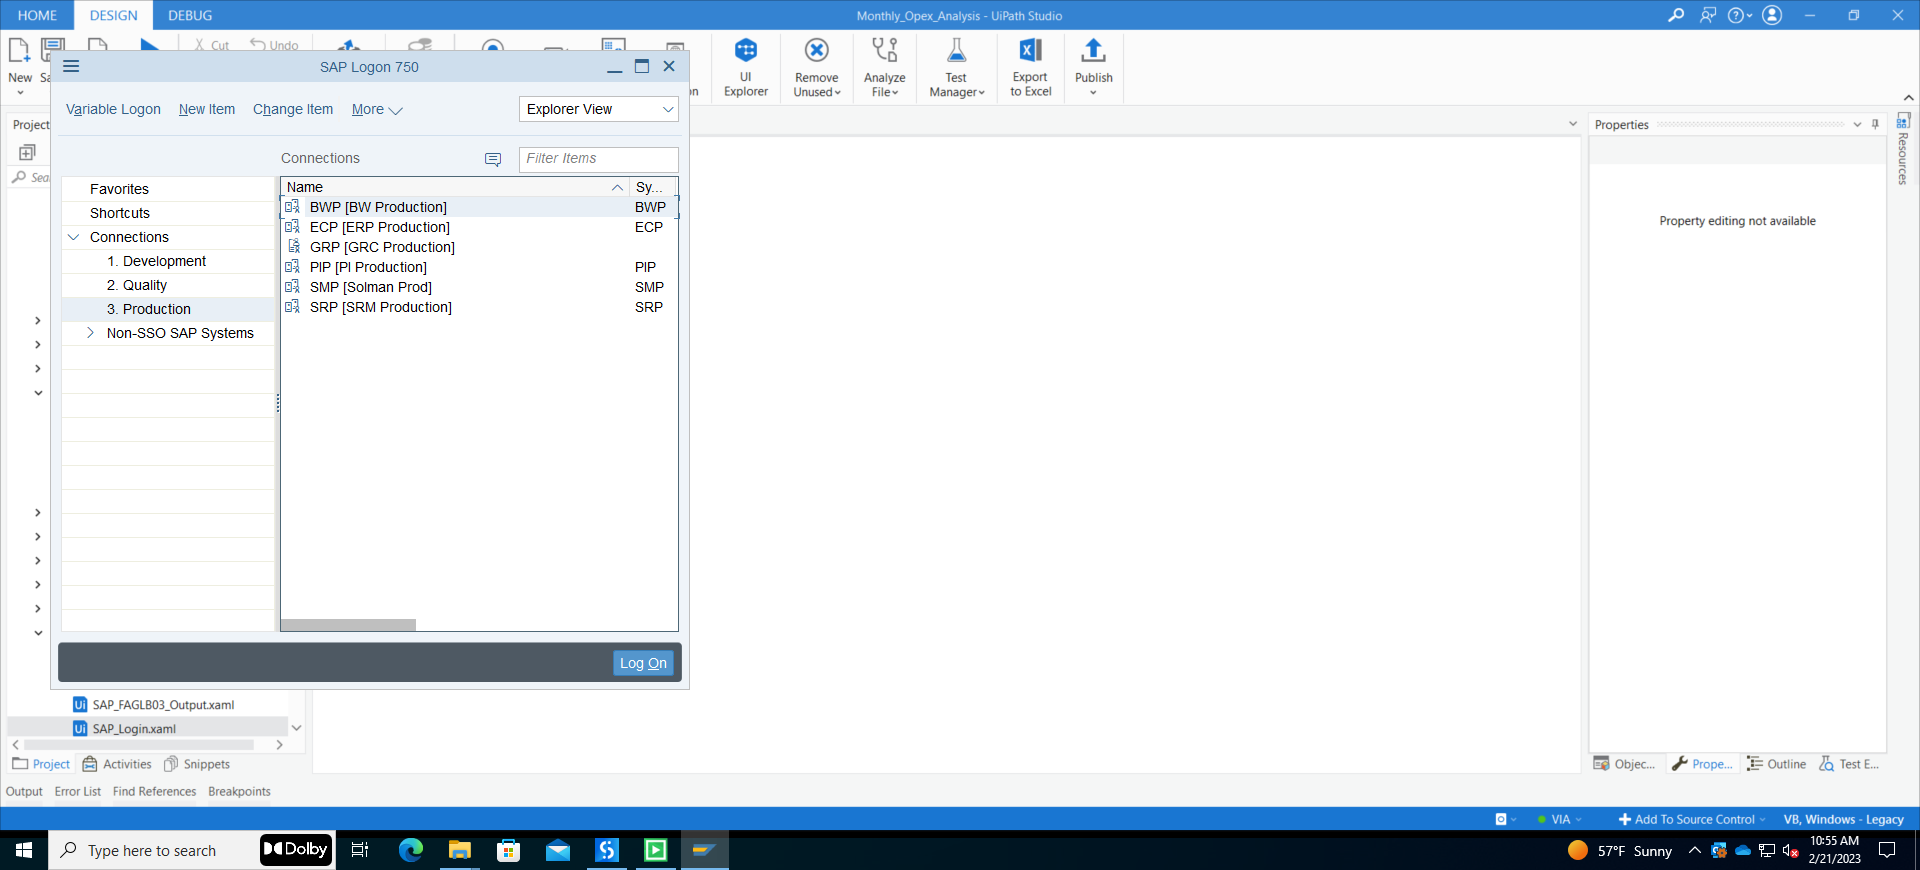 HOME DESIGN DEBUG Monthly_Opex_Analysis - UiPath Studio
Cut Undo
New
UI Explorer
Remove Unused
Analyze File
Test Manager
Export to Excel
Publish
SAP Logon 750
Variable Logon New Item Change Item More Explorer View
Project
Properties
Resources
Connections Filter Items
Favorites
Shortcuts
Connections
1. Development
2. Quality
3. Production
Non-SSO SAP Systems
Name Sy...
BWP [BW Production] BWP
ECP [ERP Production] ECP
GRP [GRC Production]
PIP [PI Production] PIP
SMP [Solman Prod] SMP
SRP [SRM Production] SRP
Property editing not available
Log On
SAP_FAGLB03_Output.xaml
SAP_Login.xaml
Project Activities Snippets
Objec... Prope... Outline Test E...
Output Error List Find References Breakpoints
VIA Add To Source Control VB, Windows - Legacy
Type here to search Dolby
57°F Sunny
10:55 AM
2/21/2023